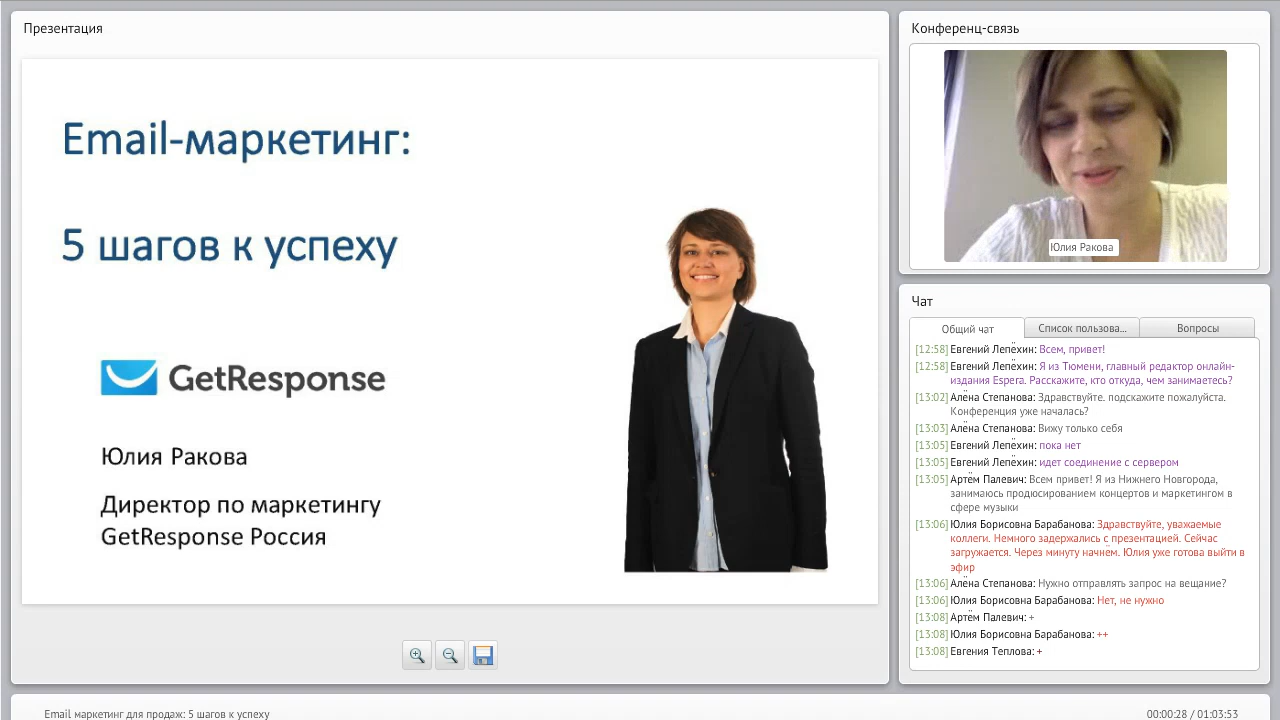 Презентация
Email-маркетинг:
5 шагов к успеху
GetResponse
Юлия Ракова
Директор по маркетингу
GetResponse Россия
Конференц-связь
Юлия Ракова
Чат
Общий чат
Список пользова...
Вопросы
[12:58] Евгений Лепёхин: Всем, привет!
[12:58] Евгений Лепёхин: Я из Тюмени, главный редактор онлайн-
издания Espera. Расскажите, кто откуда, чем занимаетесь?
[13:02] Алёна Степанова: Здравствуйте. подскажите пожалуйста.
Конференция уже началась?
[13:03] Алёна Степанова: Вижу только себя
[13:05] Евгений Лепёхин: пока нет
[13:05] Евгений Лепёхин: идет соединение с сервером
[13:05] Артём Палевич: Всем привет! Я из Нижнего Новгорода,
занимаюсь продюсированием концертов и маркетингом в
сфере музыки
[13:06] Юлия Борисовна Барабанова: Здравствуйте, уважаемые
коллеги. Немного задержались с презентацией. Сейчас
загружается. Через минуту начнём. Юлия уже готова выйти в
эфир
[13:06] Алёна Степанова: Нужно отправлять запрос на вещание?
[13:06] Юлия Борисовна Барабанова: Нет, не нужно
[13:08] Артём Палевич: +
[13:08] Юлия Борисовна Барабанова: ++
[13:08] Евгения Теплова: +
Email маркетинг для продаж: 5 шагов к успеху
00:00:28 / 01:03:53